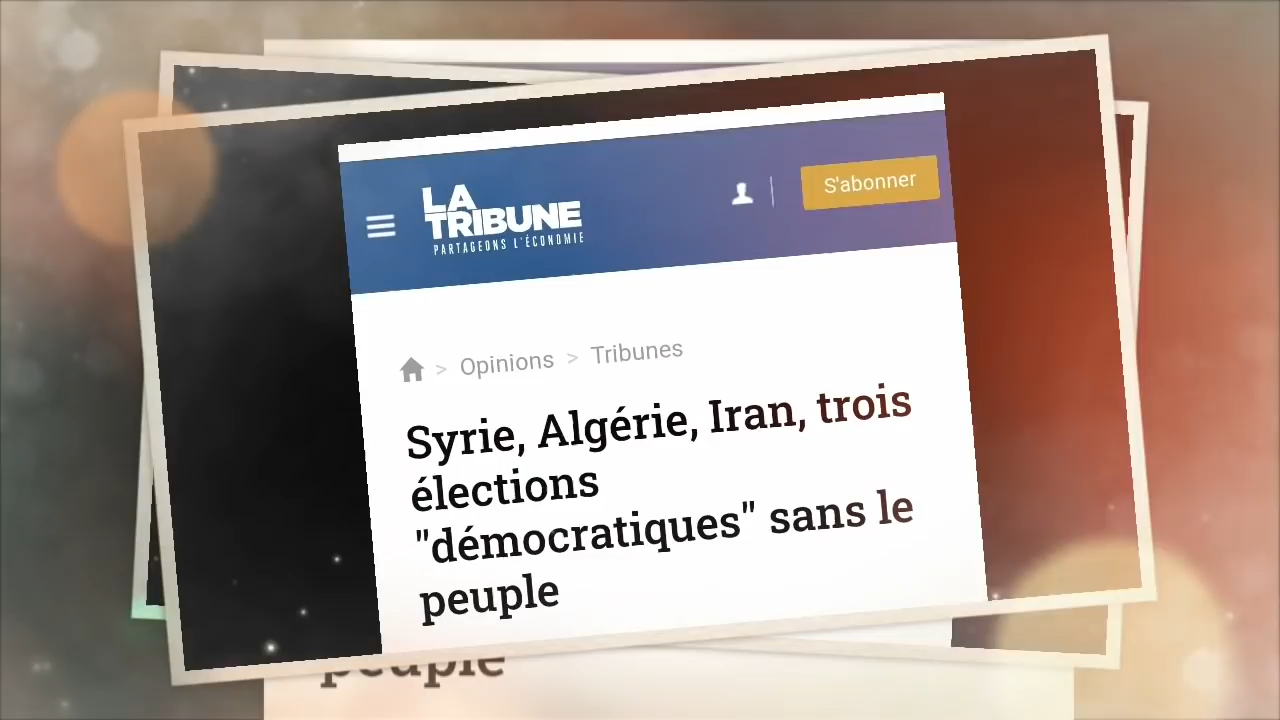 LA
TRIBUNE
PARTAGEONS L'ÉCONOMIE
S'abonner
> Opinions > Tribunes
Syrie, Algérie, Iran, trois
élections
"démocratiques" sans le
peuple
peuple